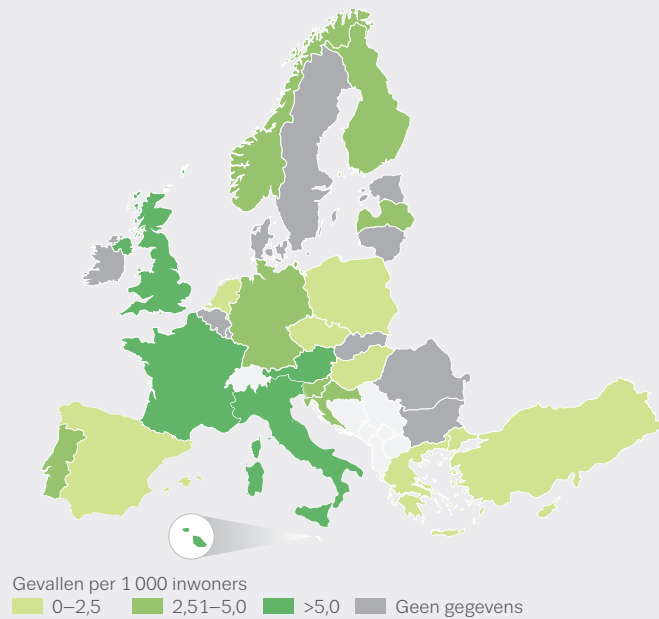 Gevallen per 1 000 inwoners
0–2,5 2,51–5,0 >5,0 Geen gegevens